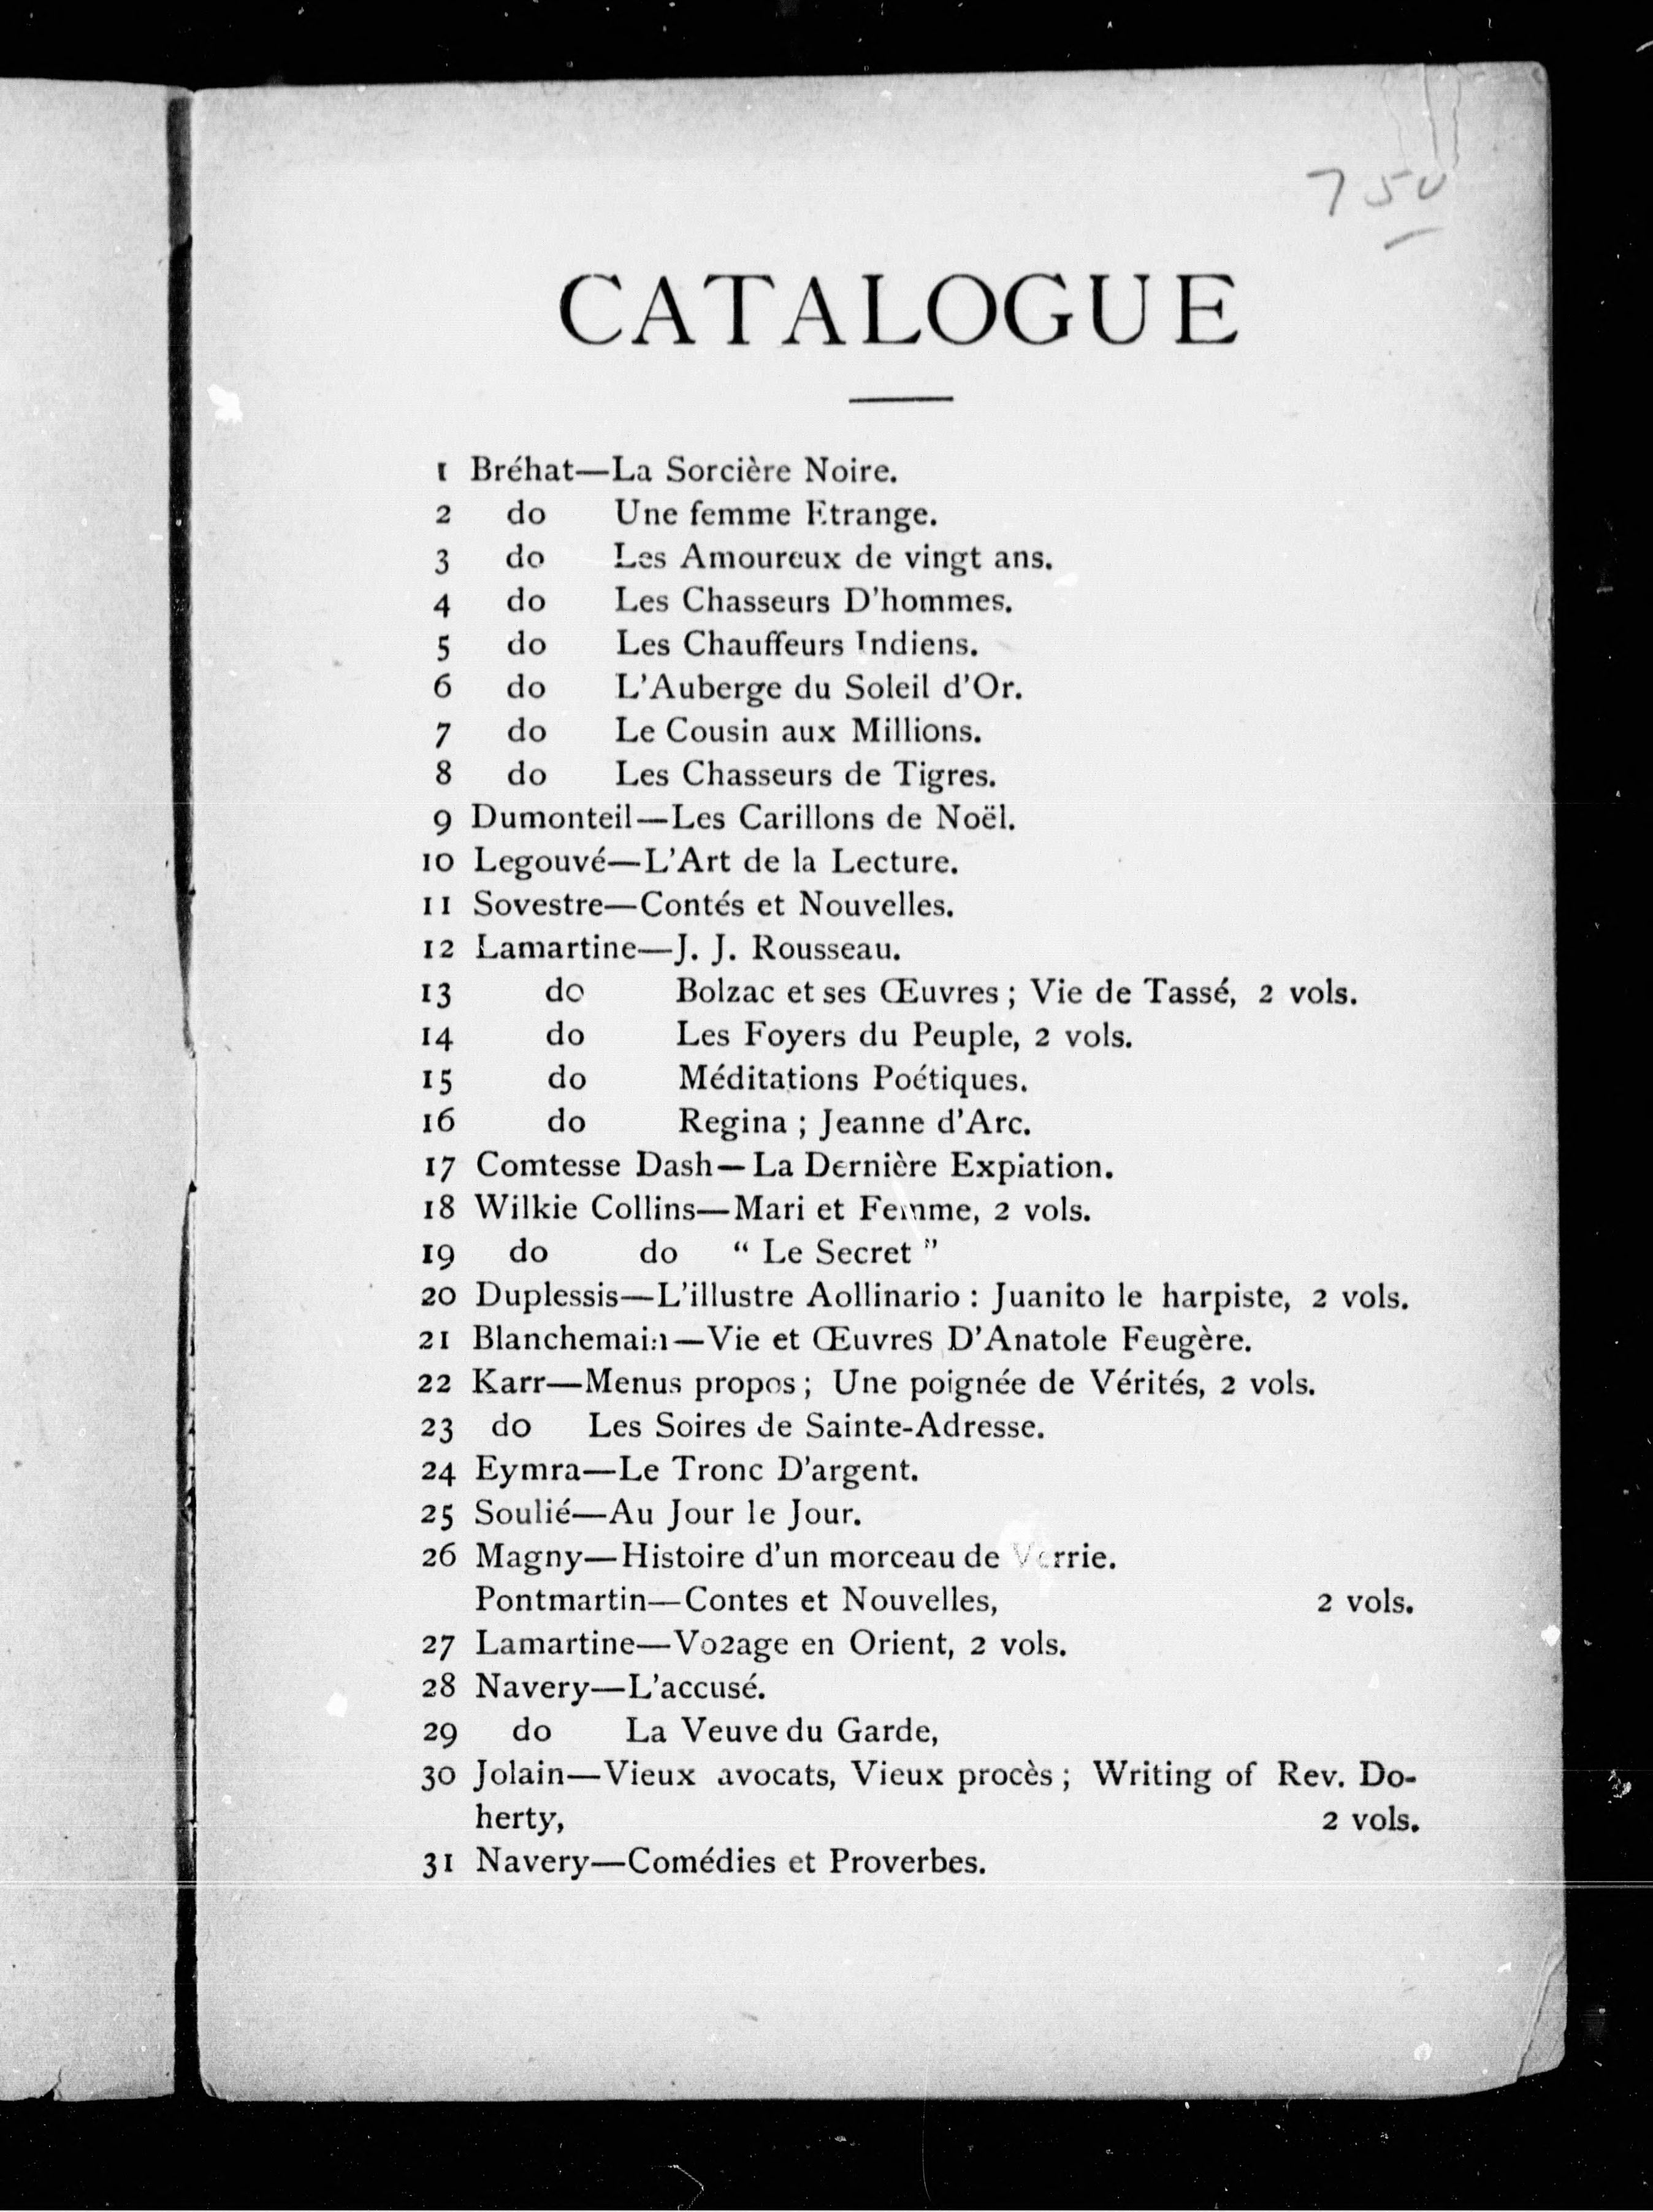 750
CATALOGUE
1 Bréhat—La Sorcière Noire.
2 do Une femme Etrange.
3 do Les Amoureux de vingt ans.
4 do Les Chasseurs D'hommes.
5 do Les Chauffeurs Indiens.
6 do L'Auberge du Soleil d'Or.
7 do Le Cousin aux Millions.
8 do Les Chasseurs de Tigres.
9 Dumonteil—Les Carillons de Noël.
10 Legouvé—L'Art de la Lecture.
11 Sovestre—Contés et Nouvelles.
12 Lamartine—J. J. Rousseau.
13 do Bolzac et ses Œuvres ; Vie de Tassé, 2 vols.
14 do Les Foyers du Peuple, 2 vols.
15 do Méditations Poétiques.
16 do Regina ; Jeanne d'Arc.
17 Comtesse Dash—La Dernière Expiation.
18 Wilkie Collins—Mari et Femme, 2 vols.
19 do do “ Le Secret ”
20 Duplessis—L'illustre Aollinario : Juanito le harpiste, 2 vols.
21 Blanchemain—Vie et Œuvres D'Anatole Feugère.
22 Karr—Menus propos ; Une poignée de Vérités, 2 vols.
23 do Les Soires de Sainte-Adresse.
24 Eymra—Le Tronc D'argent.
25 Soulié—Au Jour le Jour.
26 Magny—Histoire d'un morceau de Verrie.
Pontmartin—Contes et Nouvelles, 2 vols.
27 Lamartine—Vo2age en Orient, 2 vols.
28 Navery—L'accusé.
29 do La Veuve du Garde,
30 Jolain—Vieux avocats, Vieux procès ; Writing of Rev. Do-
herty, 2 vols.
31 Navery—Comédies et Proverbes.